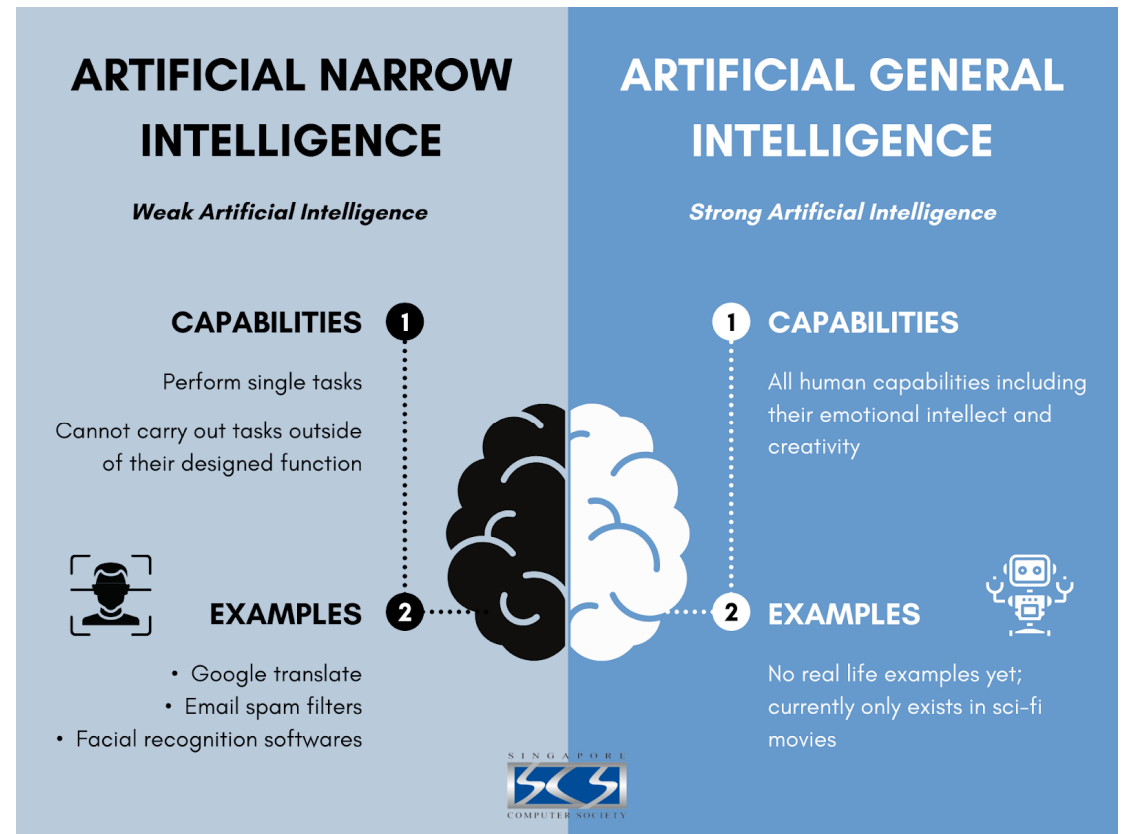 ARTIFICIAL NARROW
INTELLIGENCE
Weak Artificial Intelligence
CAPABILITIES 1
Perform single tasks
Cannot carry out tasks outside
of their designed function
EXAMPLES 2
• Google translate
• Email spam filters
• Facial recognition softwares
ARTIFICIAL GENERAL
INTELLIGENCE
Strong Artificial Intelligence
1 CAPABILITIES
All human capabilities including
their emotional intellect and
creativity
2 EXAMPLES
No real life examples yet;
currently only exists in sci-fi
movies
SINGAPORE
SCS
COMPUTER SOCIETY